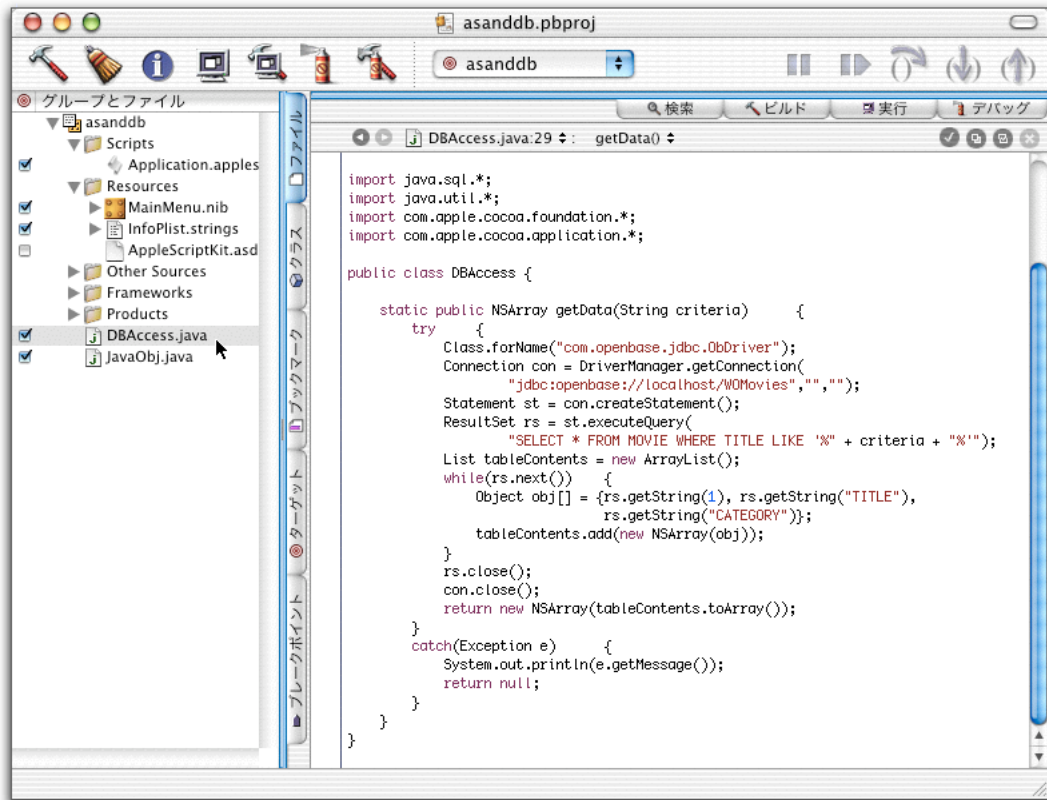 asanddb.pbproj
asanddb
グループとファイル
asanddb
Scripts
Application.apples
Resources
MainMenu.nib
InfoPlist.strings
AppleScriptKit.asd
Other Sources
Frameworks
Products
DBAccess.java
JavaObj.java
ファイル
クラス
ブックマーク
ターゲット
ブレークポイント
検索
ビルド
実行
デバッグ
DBAccess.java:29 : getData()
import java.sql.*;
import java.util.*;
import com.apple.cocoa.foundation.*;
import com.apple.cocoa.application.*;
public class DBAccess {
static public NSArray getData(String criteria) {
try {
Class.forName("com.openbase.jdbc.ObDriver");
Connection con = DriverManager.getConnection(
"jdbc:openbase://localhost/WOMovies","","");
Statement st = con.createStatement();
ResultSet rs = st.executeQuery(
"SELECT * FROM MOVIE WHERE TITLE LIKE '%" + criteria + "%'");
List tableContents = new ArrayList();
while(rs.next()) {
Object obj[] = {rs.getString(1), rs.getString("TITLE"),
rs.getString("CATEGORY")};
tableContents.add(new NSArray(obj));
}
rs.close();
con.close();
return new NSArray(tableContents.toArray());
}
catch(Exception e) {
System.out.println(e.getMessage());
return null;
}
}
}